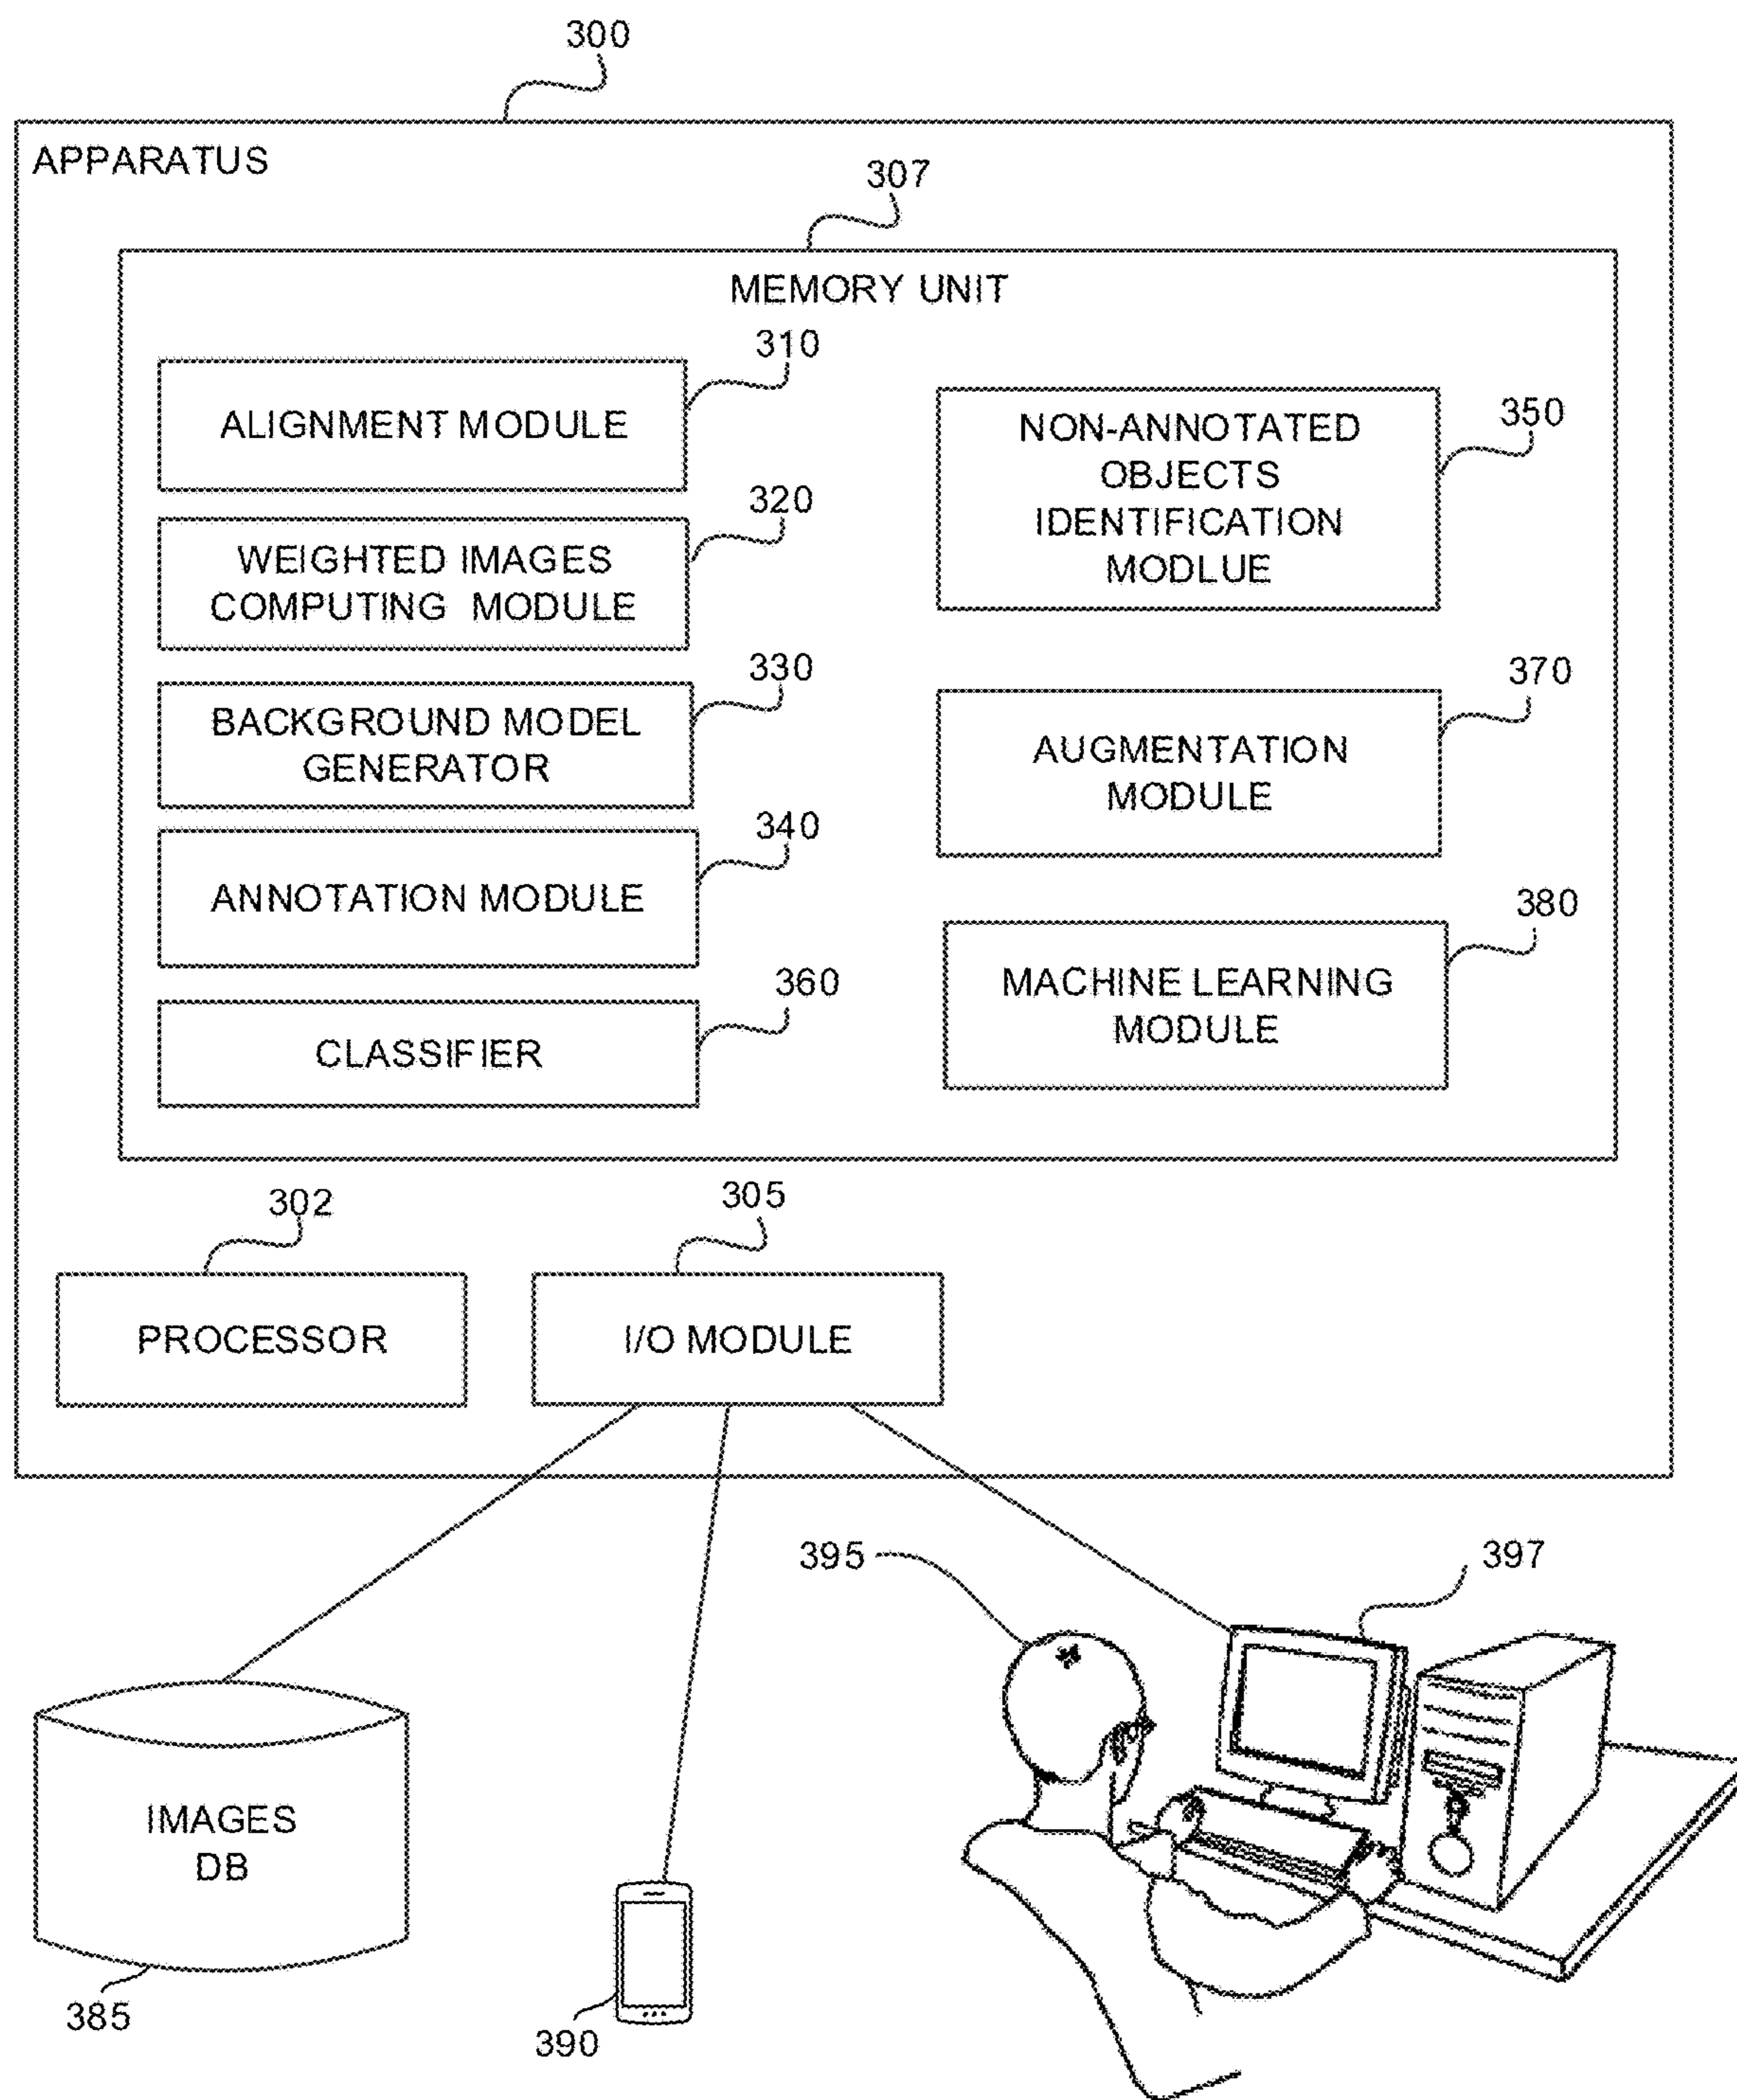 300
APPARATUS
307
MEMORY UNIT
310
ALIGNMENT MODULE
320
WEIGHTED IMAGES
COMPUTING MODULE
330
BACKGROUND MODEL
GENERATOR
340
ANNOTATION MODULE
360
CLASSIFIER
350
NON-ANNOTATED
OBJECTS
IDENTIFICATION
MODLUE
370
AUGMENTATION
MODULE
380
MACHINE LEARNING
MODULE
302
PROCESSOR
305
I/O MODULE
395
397
IMAGES
DB
385
390